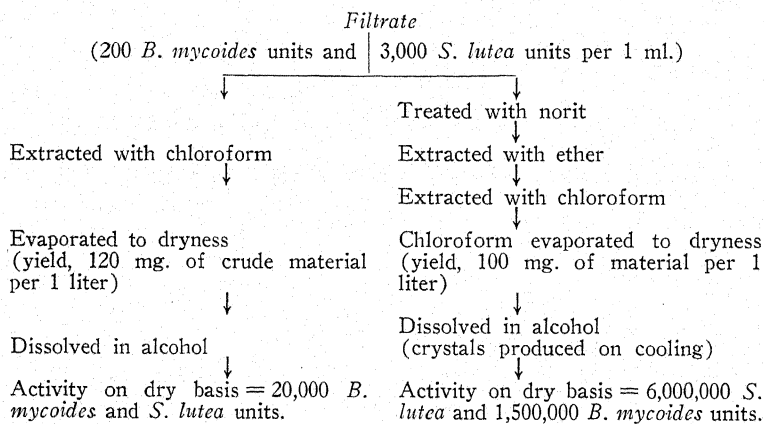 Filtrate
(200 B. mycoides units and 3,000 S. lutea units per 1 ml.)
Extracted with chloroform
Evaporated to dryness
(yield, 120 mg. of crude material
per 1 liter)
Dissolved in alcohol
Activity on dry basis = 20,000 B.
mycoides and S. lutea units.
Treated with norit
Extracted with ether
Extracted with chloroform
Chloroform evaporated to dryness
(yield, 100 mg. of material per 1
liter)
Dissolved in alcohol
(crystals produced on cooling)
Activity on dry basis = 6,000,000 S.
lutea and 1,500,000 B. mycoides units.